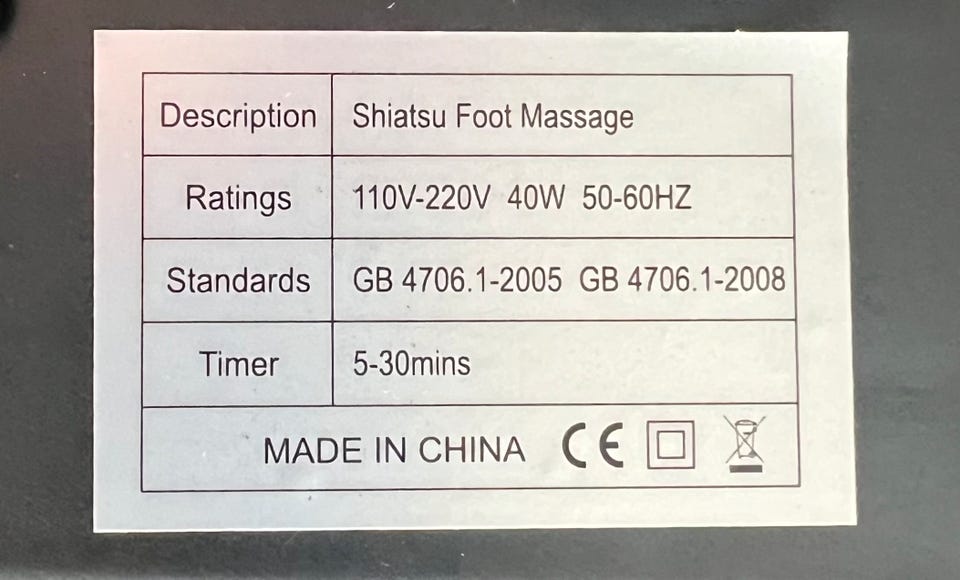 Description Shiatsu Foot Massage
Ratings 110V-220V 40W 50-60HZ
Standards GB 4706.1-2005 GB 4706.1-2008
Timer 5-30mins
MADE IN CHINA CE